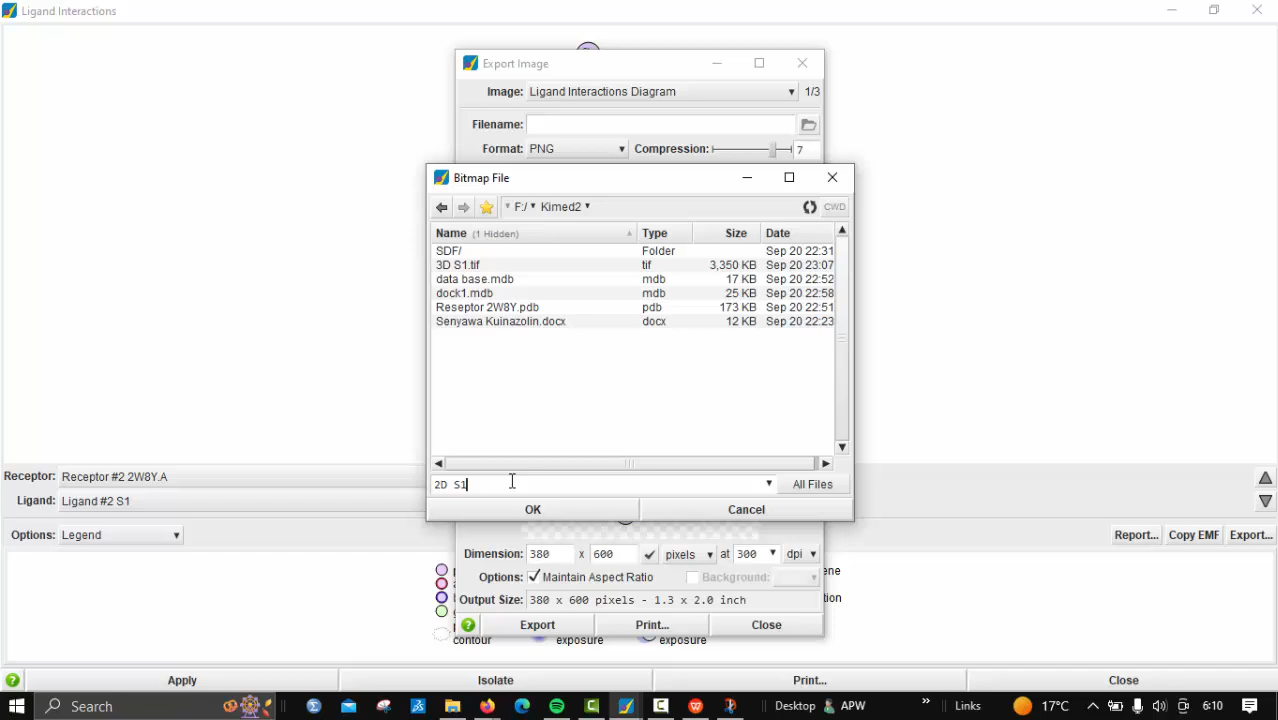 Ligand Interactions
Export Image
Image: Ligand Interactions Diagram 1/3
Filename:
Format: PNG Compression: 7
Bitmap File
F:/ Kimed2 CWD
Name (1 Hidden) Type Size Date
SDF/ Folder Sep 20 22:31
3D S1.tif tif 3,350 KB Sep 20 23:07
data base.mdb mdb 17 KB Sep 20 22:52
dock1.mdb mdb 25 KB Sep 20 22:58
Reseptor 2W8Y.pdb pdb 173 KB Sep 20 22:51
Senyawa Kuinazolin.docx docx 12 KB Sep 20 22:23
Receptor: Receptor #2 2W8Y.A
2D S1 All Files
Ligand: Ligand #2 S1
OK Cancel
Options: Legend Report... Copy EMF Export...
Dimension: 380 x 600 pixels at 300 dpi
Options: Maintain Aspect Ratio Background:
Output Size: 380 x 600 pixels - 1.3 x 2.0 inch
Export Print... Close
contour exposure exposure
Apply Isolate Print... Close
Search Desktop APW Links 17°C 6:10